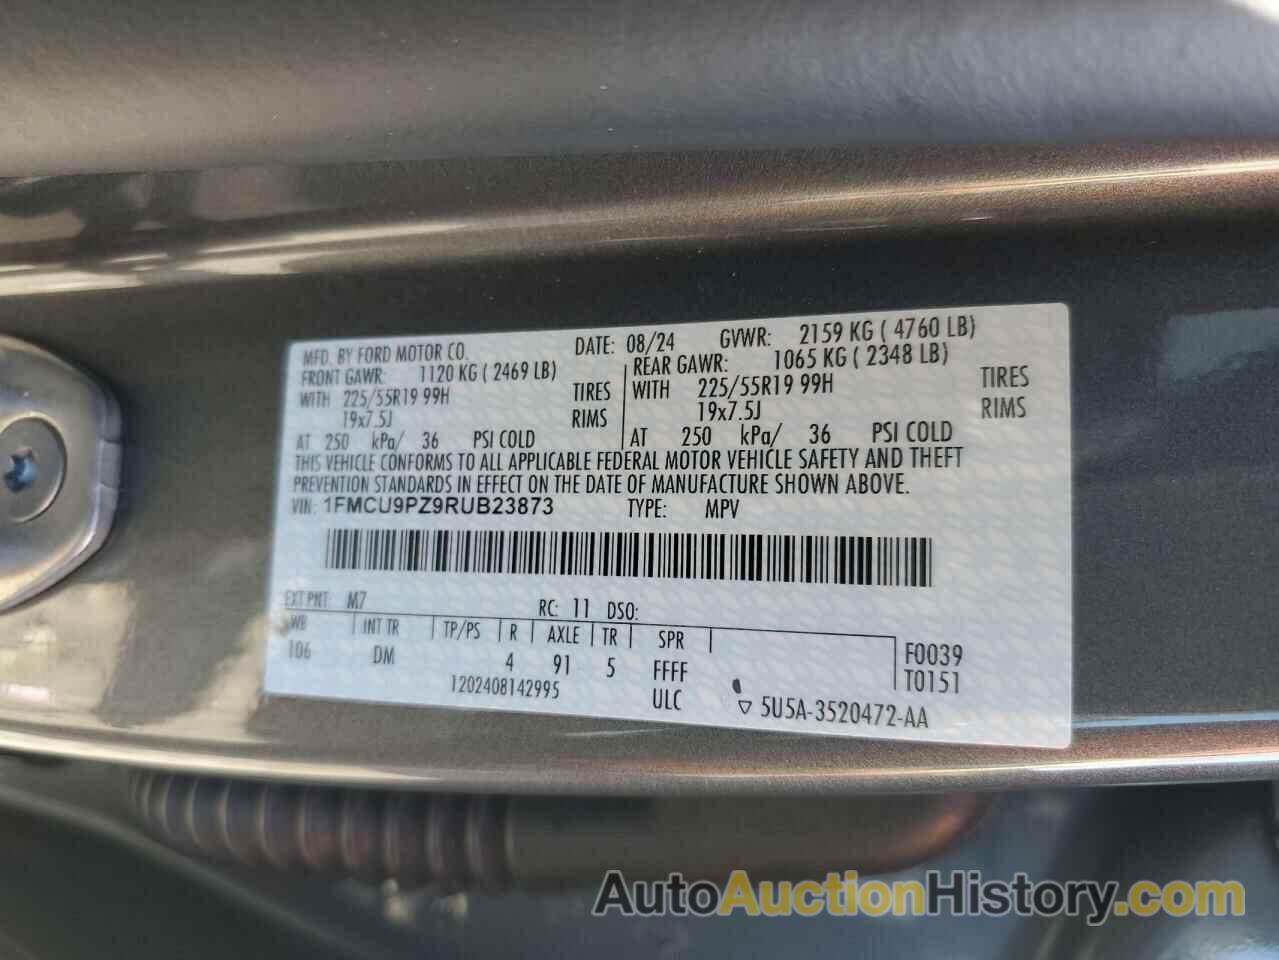 MFD. BY FORD MOTOR CO. DATE: 08/24 GVWR: 2159 KG ( 4760 LB)
FRONT GAWR: 1120 KG ( 2469 LB) REAR GAWR: 1065 KG ( 2348 LB)
WITH 225/55R19 99H TIRES WITH 225/55R19 99H TIRES
19x7.5J RIMS 19x7.5J RIMS
AT 250 kPa/ 36 PSI COLD AT 250 kPa/ 36 PSI COLD
THIS VEHICLE CONFORMS TO ALL APPLICABLE FEDERAL MOTOR VEHICLE SAFETY AND THEFT
PREVENTION STANDARDS IN EFFECT ON THE DATE OF MANUFACTURE SHOWN ABOVE.
VIN: 1FMCU9PZ9RUB23873 TYPE: MPV
EXT PNT: M7 RC: 11 DSO:
WB INT TR TP/PS R AXLE TR SPR F0039
106 DM 4 91 5 FFFF T0151
1202408142995 ULC ▽ 5U5A-3520472-AA
AutoAuctionHistory.com